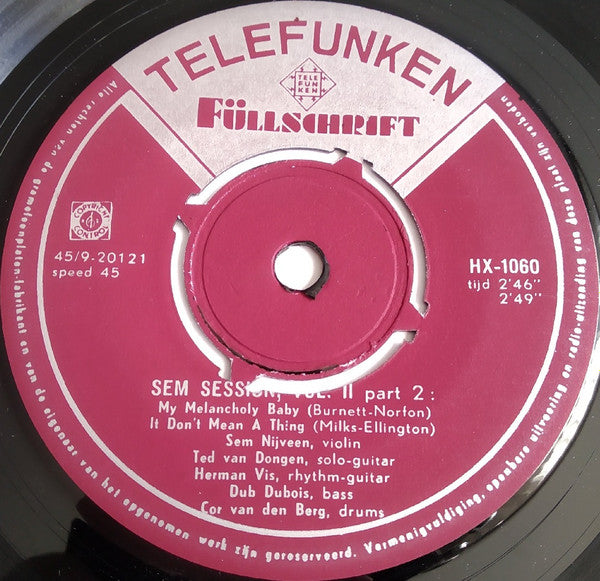 TELEFUNKEN
TELE
FUN
KEN
FÜLLSCHRIFT
COPYRIGHT
CONTROL
45/9-20121
speed 45
HX-1060
tijd 2'46"
2'49"
SEM SESSION, VOL. II part 2:
My Melancholy Baby (Burnett-Norfon)
It Don't Mean A Thing (Milks-Ellington)
Sem Nijveen, violin
Ted van Dongen, solo-guitar
Herman Vis, rhythm-guitar
Dub Dubois, bass
Cor van den Berg, drums
Alle rechten van de gramofoonplaten-fabrikant en van de eigenaar van het opgenomen werk zijn gereserveerd. Vermenigvuldiging, openbare uitvoering en radio-uitzending van deze plaat zijn verboden